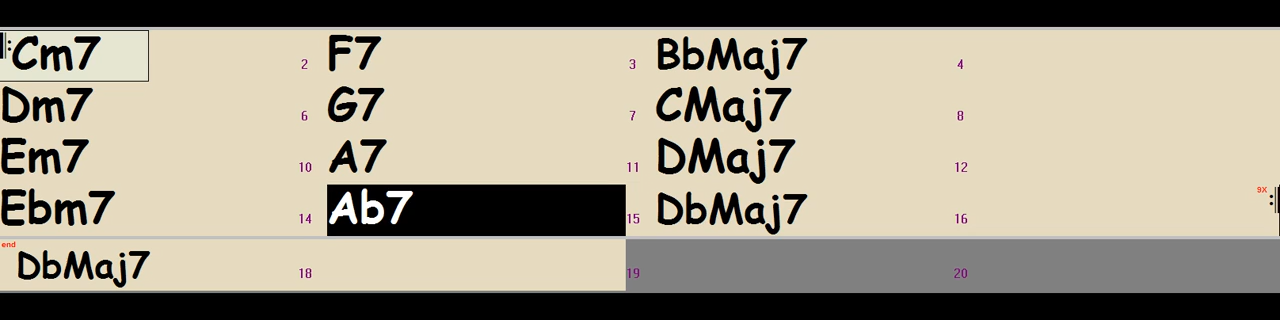 Cm7 2 F7 3 BbMaj7 4
Dm7 6 G7 7 CMaj7 8
Em7 10 A7 11 DMaj7 12
Ebm7 14 Ab7 15 DbMaj7 16 9X
end
DbMaj7 18 19 20